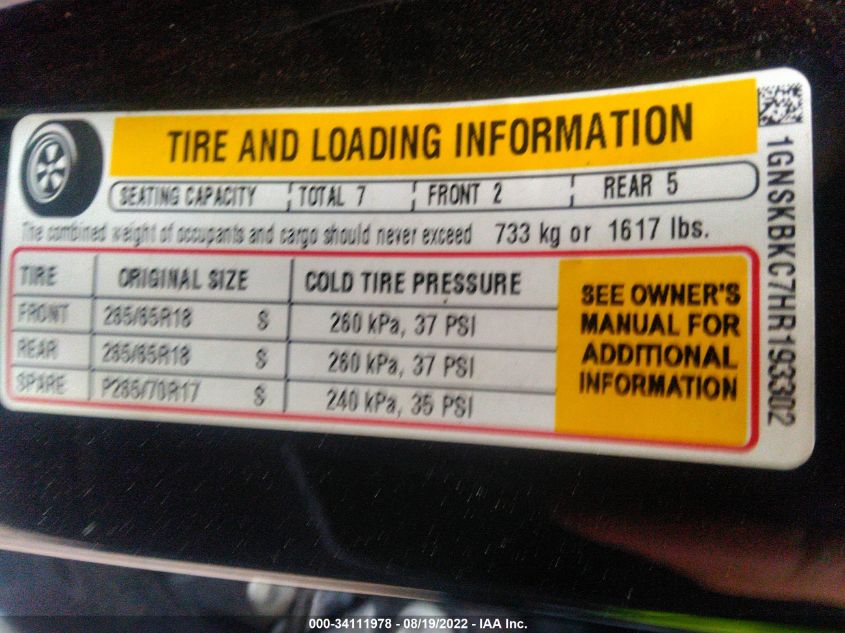 TIRE AND LOADING INFORMATION
SEATING CAPACITY TOTAL 7 FRONT 2 REAR 5
The combined weight of occupants and cargo should never exceed 733 kg or 1617 lbs.
TIRE ORIGINAL SIZE COLD TIRE PRESSURE
FRONT 265/65R18 S 260 kPa, 37 PSI
REAR 265/65R18 S 260 kPa, 37 PSI
SPARE P265/70R17 S 240 kPa, 35 PSI
SEE OWNER'S
MANUAL FOR
ADDITIONAL
INFORMATION
1GNSKBKC7HR193302
000-34111978 - 08/19/2022 - IAA Inc.